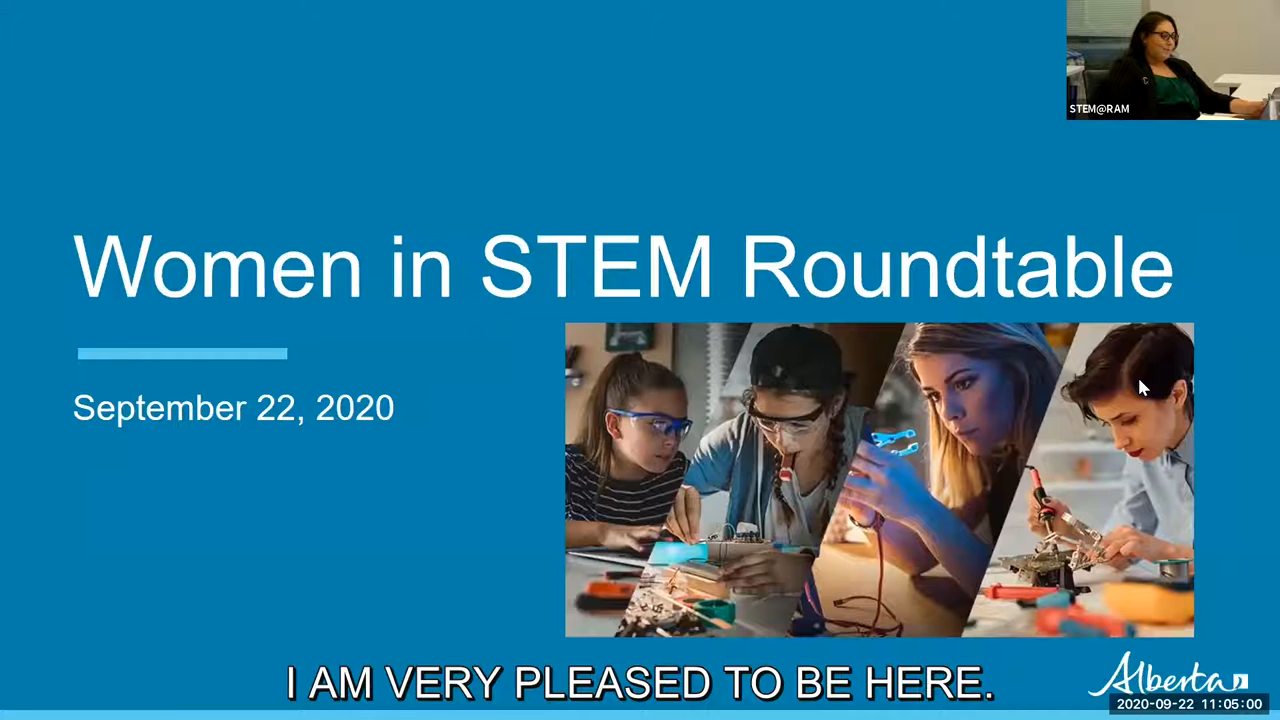 STEM@RAM
Women in STEM Roundtable
September 22, 2020
I AM VERY PLEASED TO BE HERE.
Alberta
2020-09-22 11:05:00